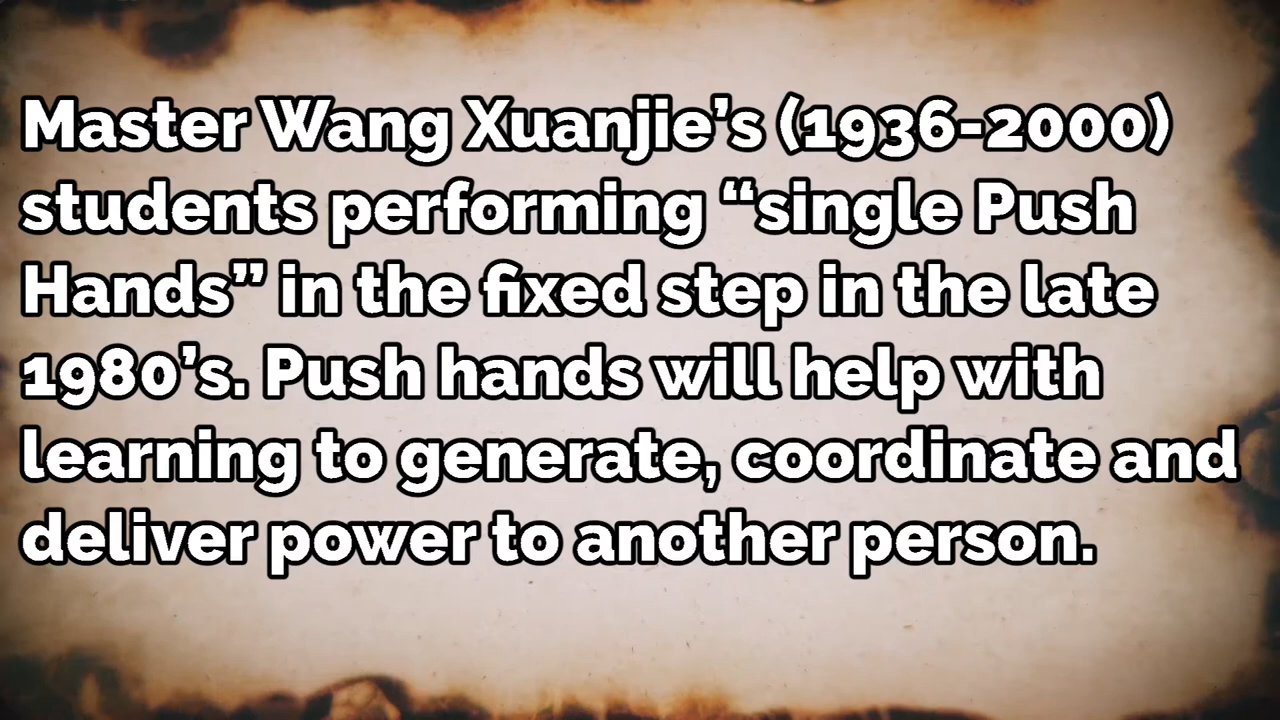 Master Wang Xuanjie’s (1936-2000)
students performing “single Push
Hands” in the fixed step in the late
1980’s. Push hands will help with
learning to generate, coordinate and
deliver power to another person.